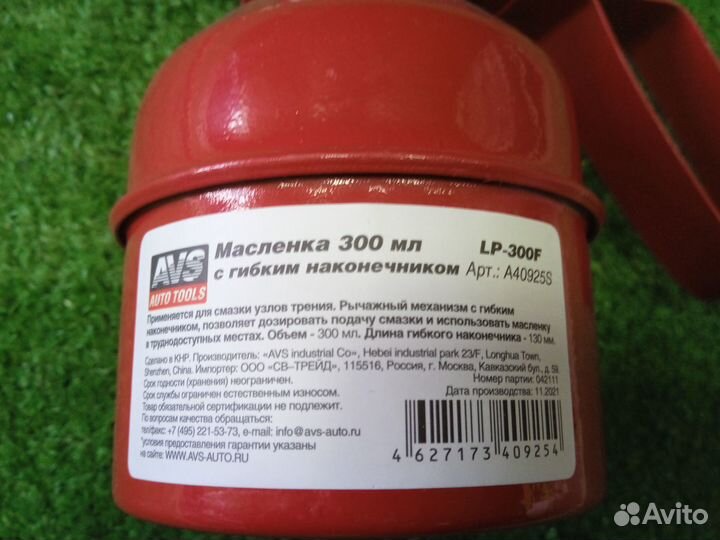 AVS
AUTO TOOLS
Масленка 300 мл
с гибким наконечником
LP-300F
Арт.: A40925S
Применяется для смазки узлов трения. Рычажный механизм с гибким
наконечником, позволяет дозировать подачу смазки и использовать масленку
в труднодоступных местах. Объем - 300 мл. Длина гибкого наконечника - 130 мм.
Сделано в КНР. Производитель: «AVS industrial Co», Hebei industrial park 23/F, Longhua Town,
Shenzhen, China. Импортер: ООО «СВ-ТРЕЙД», 115516, Россия, г. Москва, Кавказский бул., д. 59.
Срок годности (хранения) неограничен.
Срок службы ограничен естественным износом.
Товар обязательной сертификации не подлежит.
По вопросам качества обращаться:
тел/факс: +7 (495) 221-53-73, e-mail: info@avs-auto.ru
*условия предоставления гарантии указаны
на сайте: WWW.AVS-AUTO.RU
Номер партии: 042111
Дата производства: 11.2021
4 627173 409254
Avito